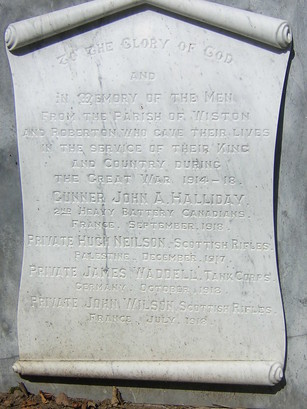 To the Glory of God
and
In Memory of the Men
from the Parish of Wiston
and Roberton, who gave their lives
in the service of their King
and Country during
the Great War, 1914-18.
Gunner John A. Halliday,
2nd Heavy Battery Canadians.
France, September, 1918.
Private Hugh Neilson, Scottish Rifles.
Palestine, December, 1917.
Private James Waddell, Tank Corps.
Germany, October, 1918.
Private John Wilson, Scottish Rifles.
France, July,